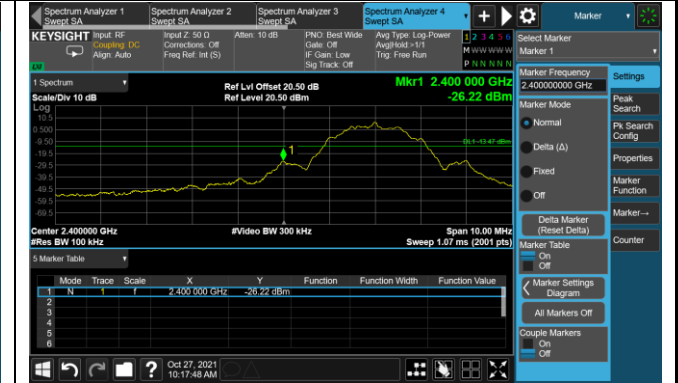 Spectrum Analyzer 1
Swept SA
Spectrum Analyzer 2
Swept SA
Spectrum Analyzer 3
Swept SA
Spectrum Analyzer 4
Swept SA
Marker
KEYSIGHT
Input: RF
Coupling: DC
Align: Auto
Input Z: 50 Ω
Corrections: Off
Freq Ref: Int (S)
Atten: 10 dB
PNO: Best Wide
Gate: Off
IF Gain: Low
Sig Track: Off
Avg Type: Log-Power
Avg|Hold:>1/1
Trig: Free Run
1 2 3 4 5 6
M W W W W W
P N N N N N
Select Marker
Marker 1
1 Spectrum
Scale/Div 10 dB
Ref Lvl Offset 20.50 dB
Ref Level 20.50 dBm
Mkr1 2.400 000 GHz
-26.22 dBm
Log
10.5
0.500
-9.50
-19.5
-29.5
-39.5
-49.5
-59.5
-69.5
1
DL1 -13.47 dBm
Center 2.400000 GHz
#Res BW 100 kHz
#Video BW 300 kHz
Span 10.00 MHz
Sweep 1.07 ms (2001 pts)
5 Marker Table
Mode Trace Scale X Y Function Function Width Function Value
1 N 1 f 2.400 000 GHz -26.22 dBm
2
3
4
5
6
Oct 27, 2021
10:17:48 AM
Marker Frequency
2.400000000 GHz
Marker Mode
Normal
Delta (Δ)
Fixed
Off
Delta Marker
(Reset Delta)
Marker Table
On
Off
Marker Settings
Diagram
All Markers Off
Couple Markers
On
Off
Settings
Peak
Search
Pk Search
Config
Properties
Marker
Function
Marker→
Counter